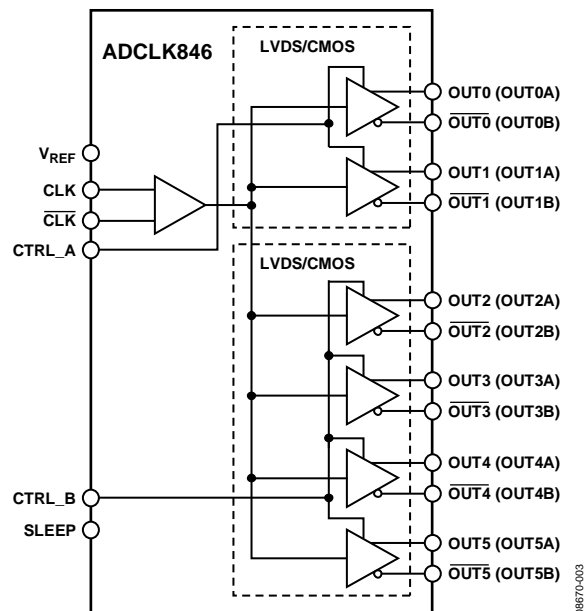 ADCLK846
LVDS/CMOS
VREF
CLK
CLK
CTRL_A
OUT0 (OUT0A)
OUT0 (OUT0B)
OUT1 (OUT1A)
OUT1 (OUT1B)
LVDS/CMOS
OUT2 (OUT2A)
OUT2 (OUT2B)
OUT3 (OUT3A)
OUT3 (OUT3B)
OUT4 (OUT4A)
OUT4 (OUT4B)
CTRL_B
SLEEP
OUT5 (OUT5A)
OUT5 (OUT5B)
08670-003